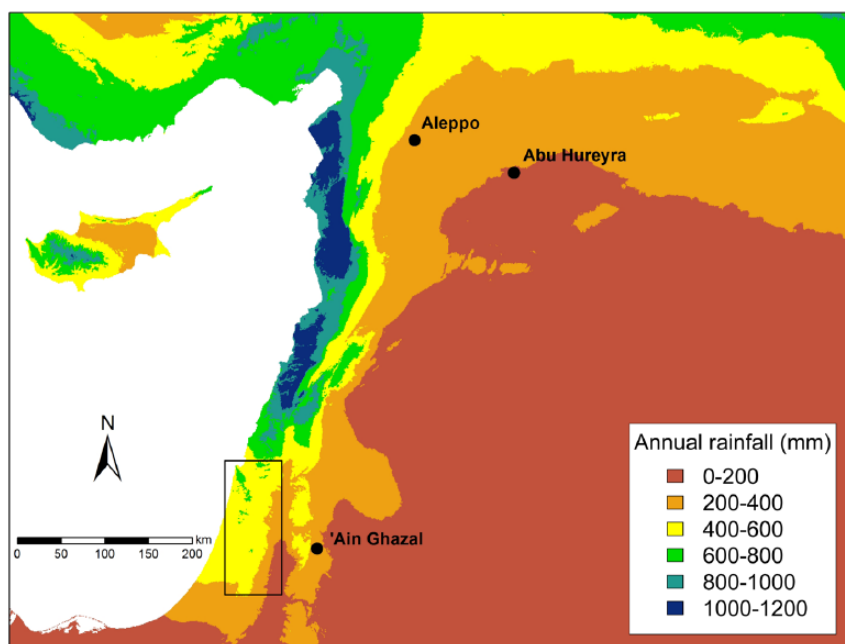 Aleppo
Abu Hureyra
N
0 50 100 150 200 km
'Ain Ghazal
Annual rainfall (mm)
0-200
200-400
400-600
600-800
800-1000
1000-1200